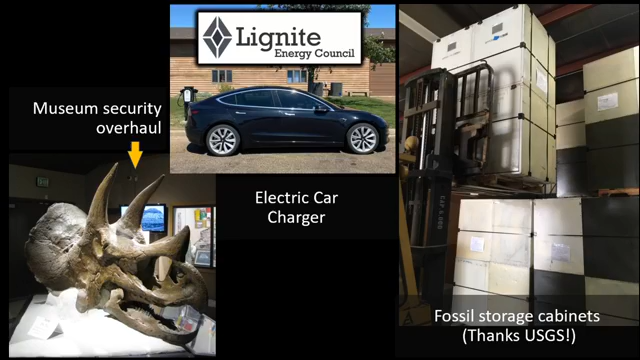 Lignite
Energy Council
Museum security
overhaul
Electric Car
Charger
Fossil storage cabinets
(Thanks USGS!)